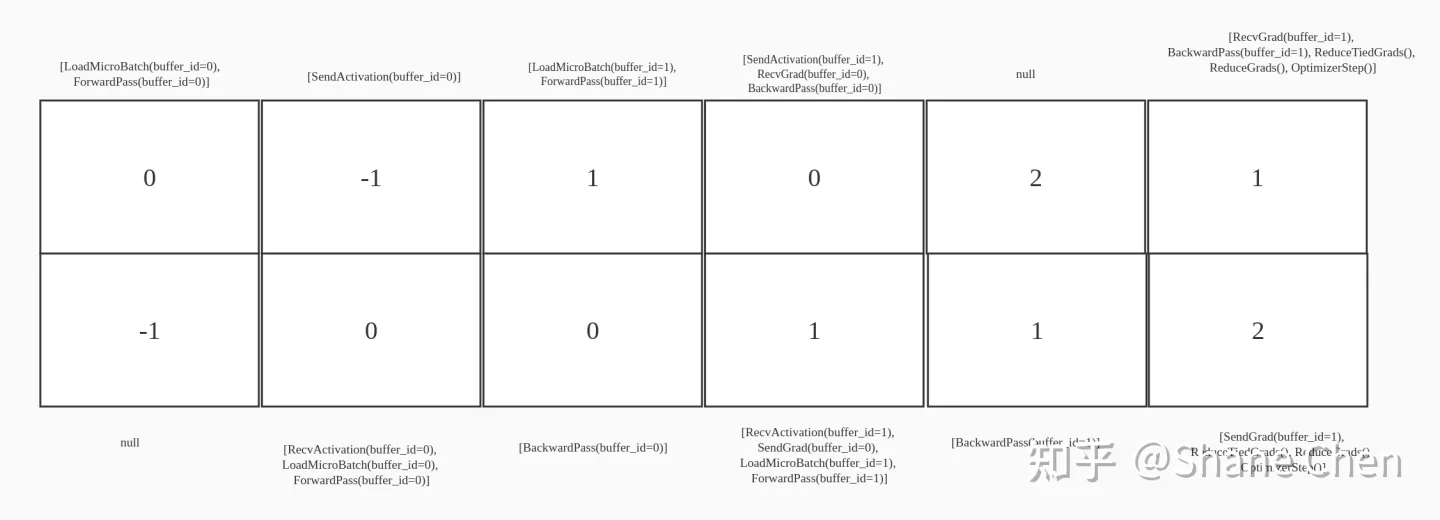 [LoadMicroBatch(buffer_id=0),
ForwardPass(buffer_id=0)]
[SendActivation(buffer_id=0)]
[LoadMicroBatch(buffer_id=1),
ForwardPass(buffer_id=1)]
[SendActivation(buffer_id=1),
RecvGrad(buffer_id=0),
BackwardPass(buffer_id=0)]
null
[RecvGrad(buffer_id=1),
BackwardPass(buffer_id=1), ReduceTiedGrads(),
ReduceGrads(), OptimizerStep()]
0
-1
1
0
2
1
-1
0
0
1
1
2
null
[RecvActivation(buffer_id=0),
LoadMicroBatch(buffer_id=0),
ForwardPass(buffer_id=0)]
[BackwardPass(buffer_id=0)]
[RecvActivation(buffer_id=1),
SendGrad(buffer_id=0),
LoadMicroBatch(buffer_id=1),
ForwardPass(buffer_id=1)]
[BackwardPass(buffer_id=1)]
[SendGrad(buffer_id=1),
ReduceTiedGrads(), ReduceGrads(),
OptimizerStep()]
知乎 @Shane Chen